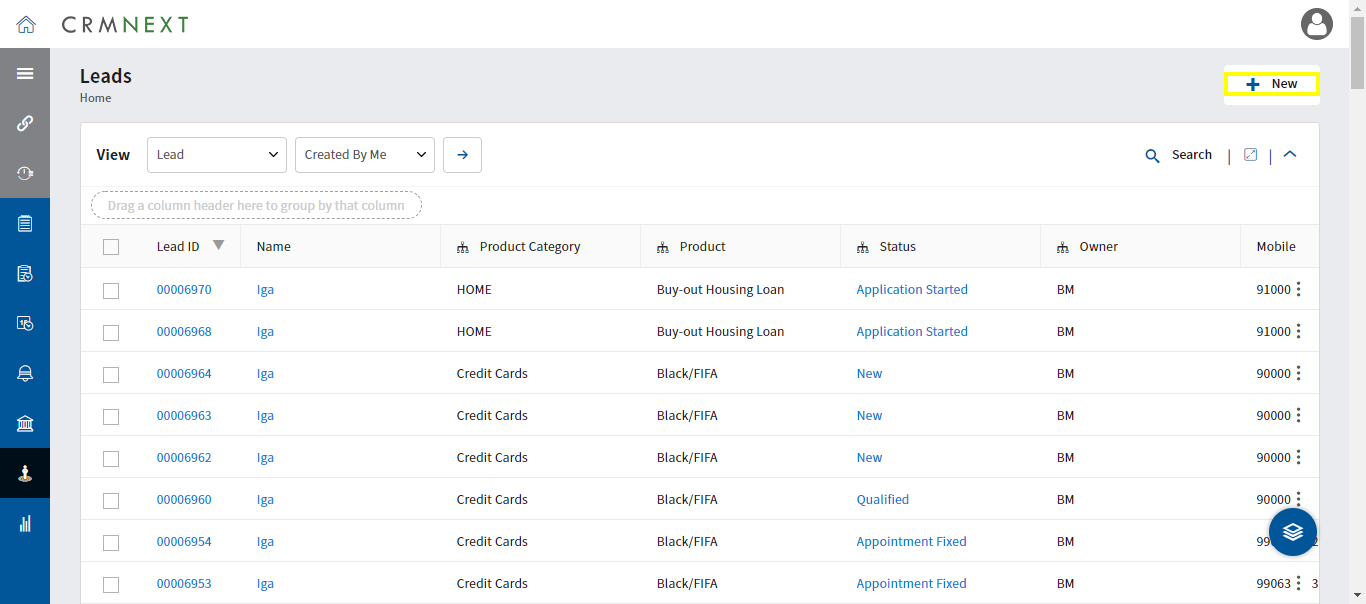 CRMNEXT
Leads
Home
New
View
Lead
Created By Me
Search
Drag a column header here to group by that column
Lead ID Name Product Category Product Status Owner Mobile
00006970 Iga HOME Buy-out Housing Loan Application Started BM 91000
00006968 Iga HOME Buy-out Housing Loan Application Started BM 91000
00006964 Iga Credit Cards Black/FIFA New BM 90000
00006963 Iga Credit Cards Black/FIFA New BM 90000
00006962 Iga Credit Cards Black/FIFA New BM 90000
00006960 Iga Credit Cards Black/FIFA Qualified BM 90000
00006954 Iga Credit Cards Black/FIFA Appointment Fixed BM
00006953 Iga Credit Cards Black/FIFA Appointment Fixed BM 99063 3